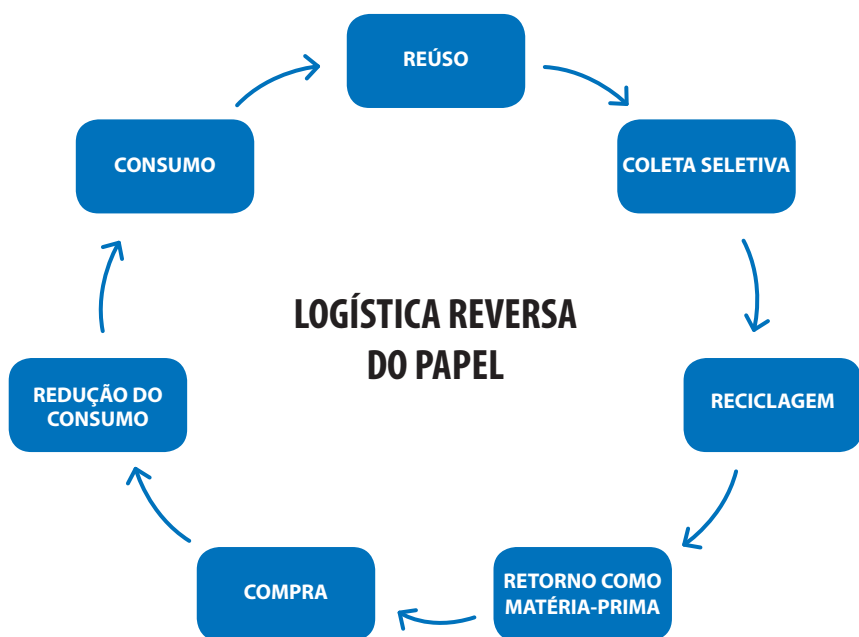 REÚSO
COLETA SELETIVA
RECICLAGEM
RETORNO COMO
MATÉRIA-PRIMA
COMPRA
REDUÇÃO DO
CONSUMO
CONSUMO
LOGÍSTICA REVERSA
DO PAPEL